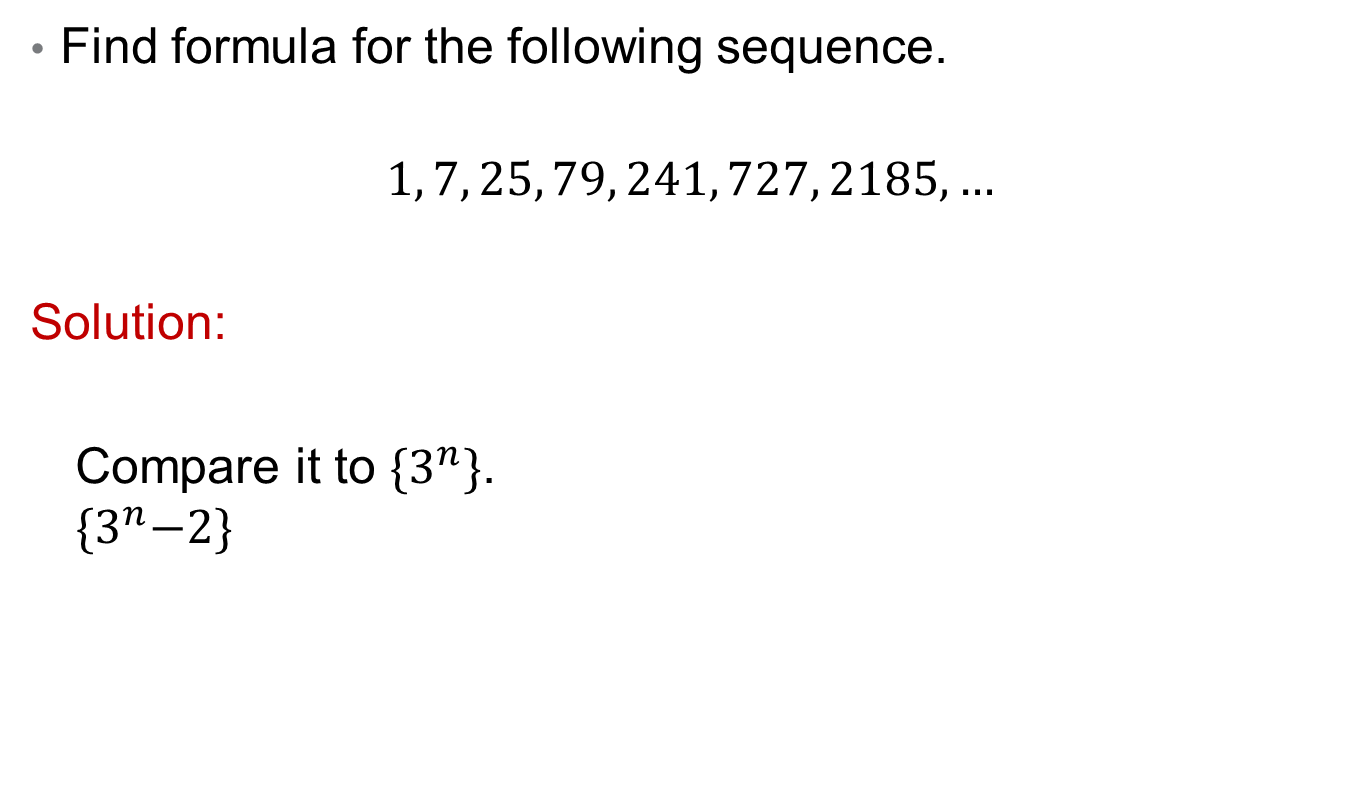 • Find formula for the following sequence.
1, 7, 25, 79, 241, 727, 2185, …
Solution:
Compare it to {3ⁿ}.
{3ⁿ−2}